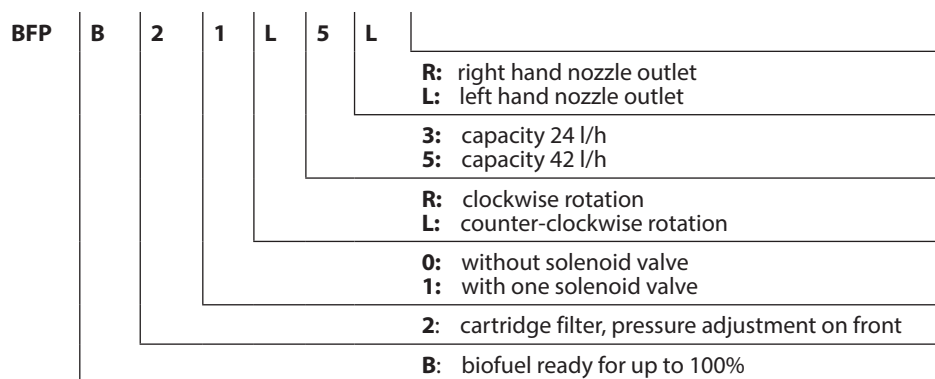 BFP B 2 1 L 5 L
R: right hand nozzle outlet
L: left hand nozzle outlet
3: capacity 24 l/h
5: capacity 42 l/h
R: clockwise rotation
L: counter-clockwise rotation
0: without solenoid valve
1: with one solenoid valve
2: cartridge filter, pressure adjustment on front
B: biofuel ready for up to 100%